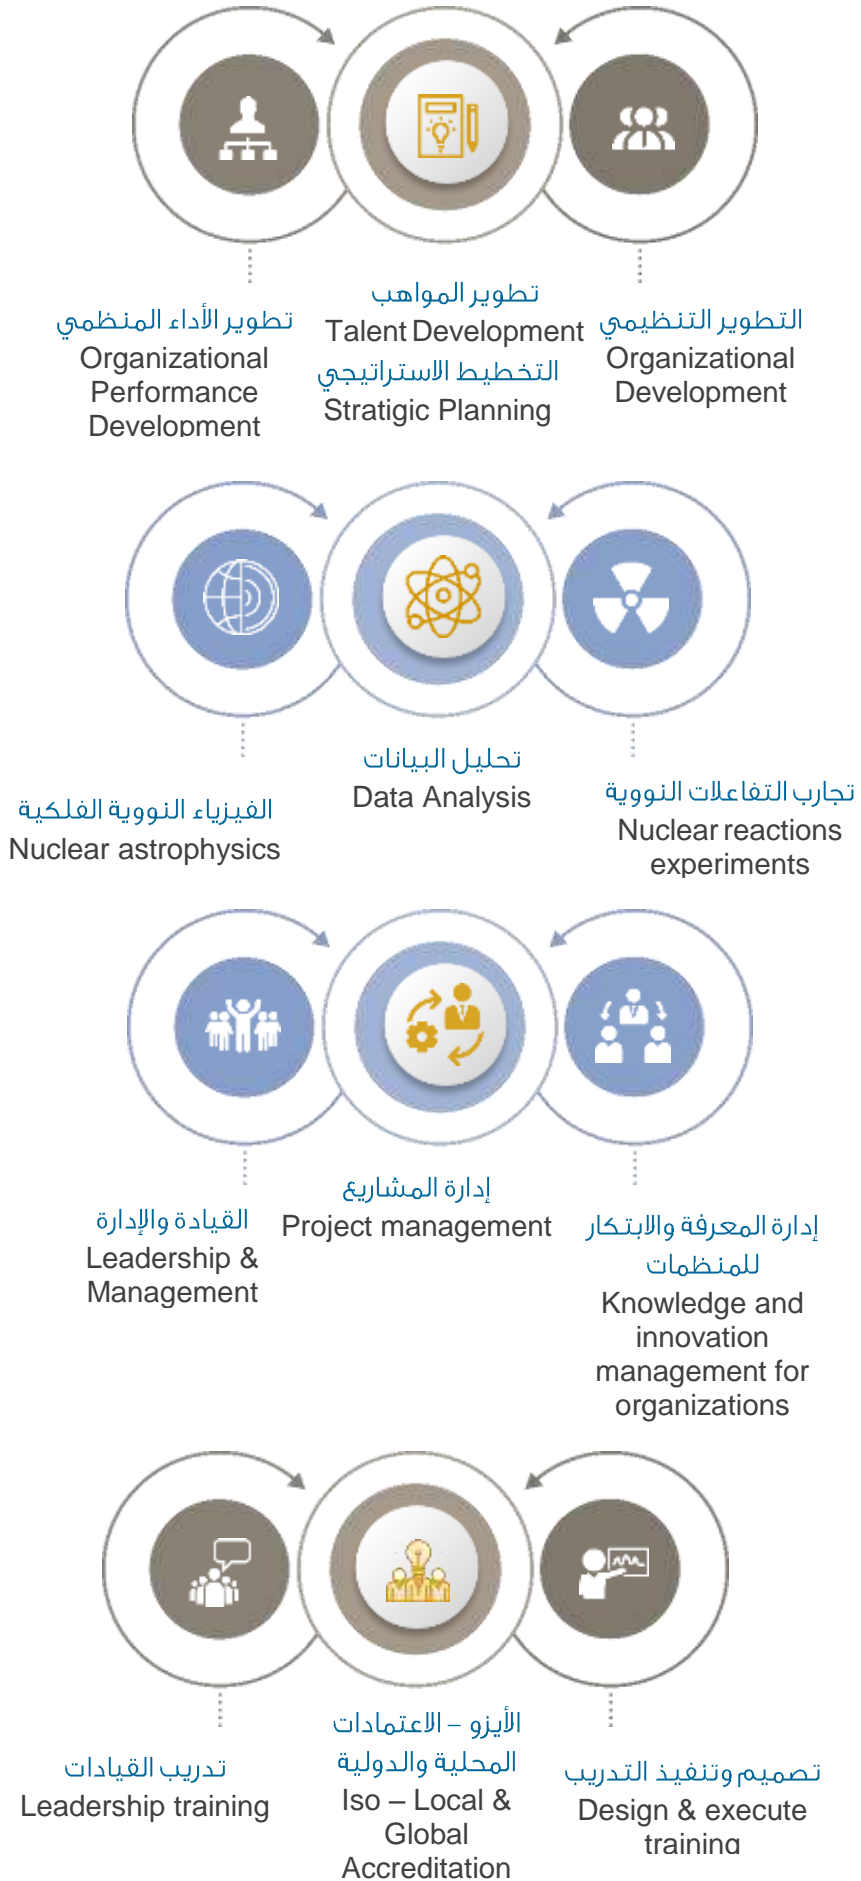 تطوير الأداء المنظمي
Organizational
Performance
Development
تطوير المواهب
Talent Development
التخطيط الاستراتيجي
Stratigic Planning
التطوير التنظيمي
Organizational
Development
الفيزياء النووية الفلكية
Nuclear astrophysics
تحليل البيانات
Data Analysis
تجارب التفاعلات النووية
Nuclear reactions
experiments
القيادة والإدارة
Leadership &
Management
إدارة المشاريع
Project management
إدارة المعرفة والابتكار
للمنظمات
Knowledge and
innovation
management for
organizations
تدريب القيادات
Leadership training
الأيزو – الاعتمادات
المحلية والدولية
Iso – Local &
Global
Accreditation
تصميم وتنفيذ التدريب
Design & execute
training